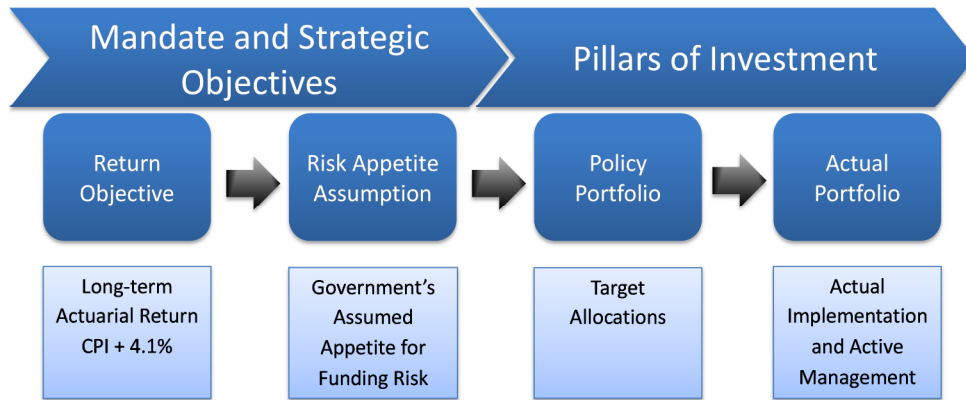 Mandate and Strategic
Objectives
Pillars of Investment
Return
Objective
Risk Appetite
Assumption
Policy
Portfolio
Actual
Portfolio
Long-term
Actuarial Return
CPI + 4.1%
Government’s
Assumed
Appetite for
Funding Risk
Target
Allocations
Actual
Implementation
and Active
Management